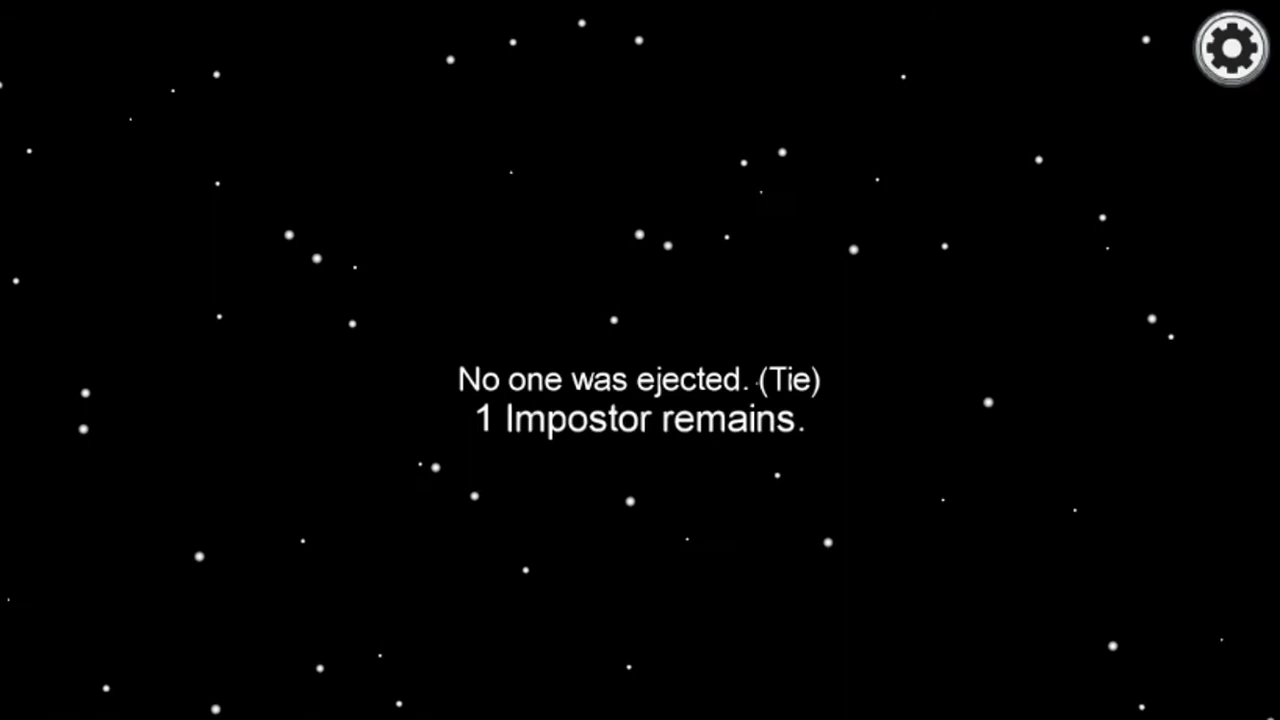 No one was ejected. (Tie)
1 Impostor remains.